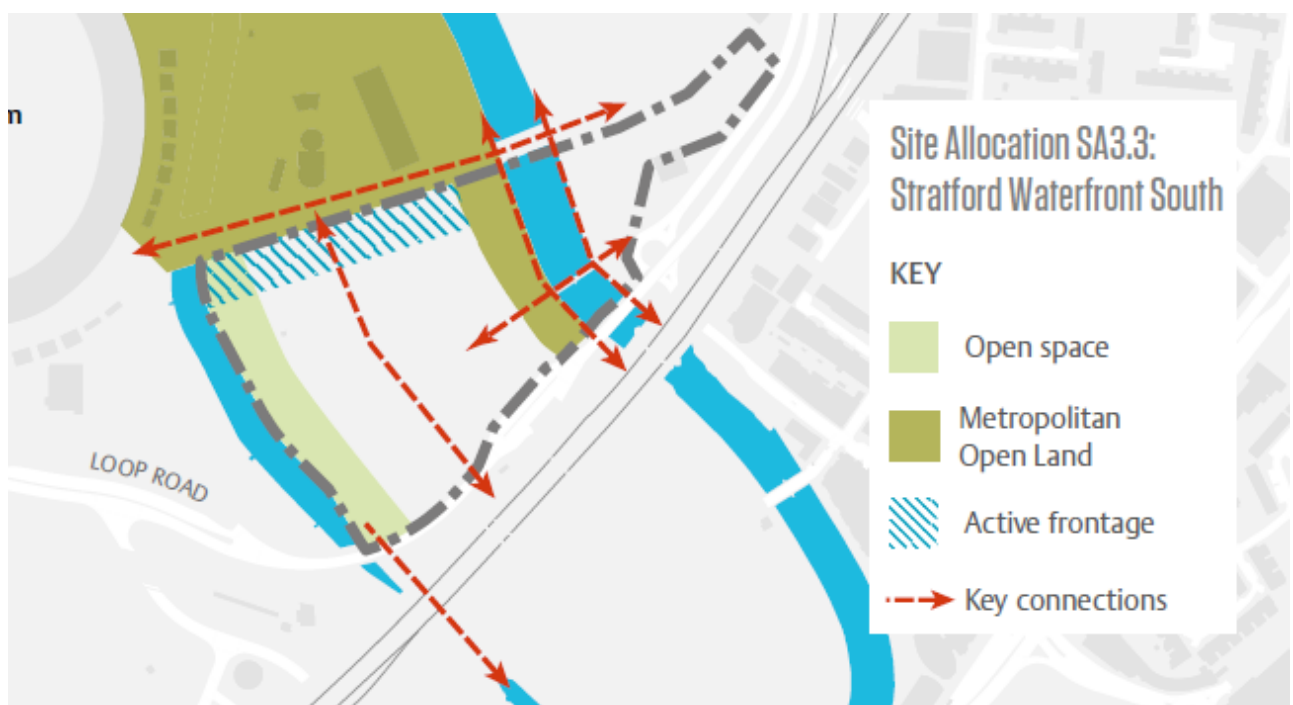 m
Site Allocation SA3.3:
Stratford Waterfront South
KEY
Open space
Metropolitan
Open Land
Active frontage
Key connections
LOOP ROAD